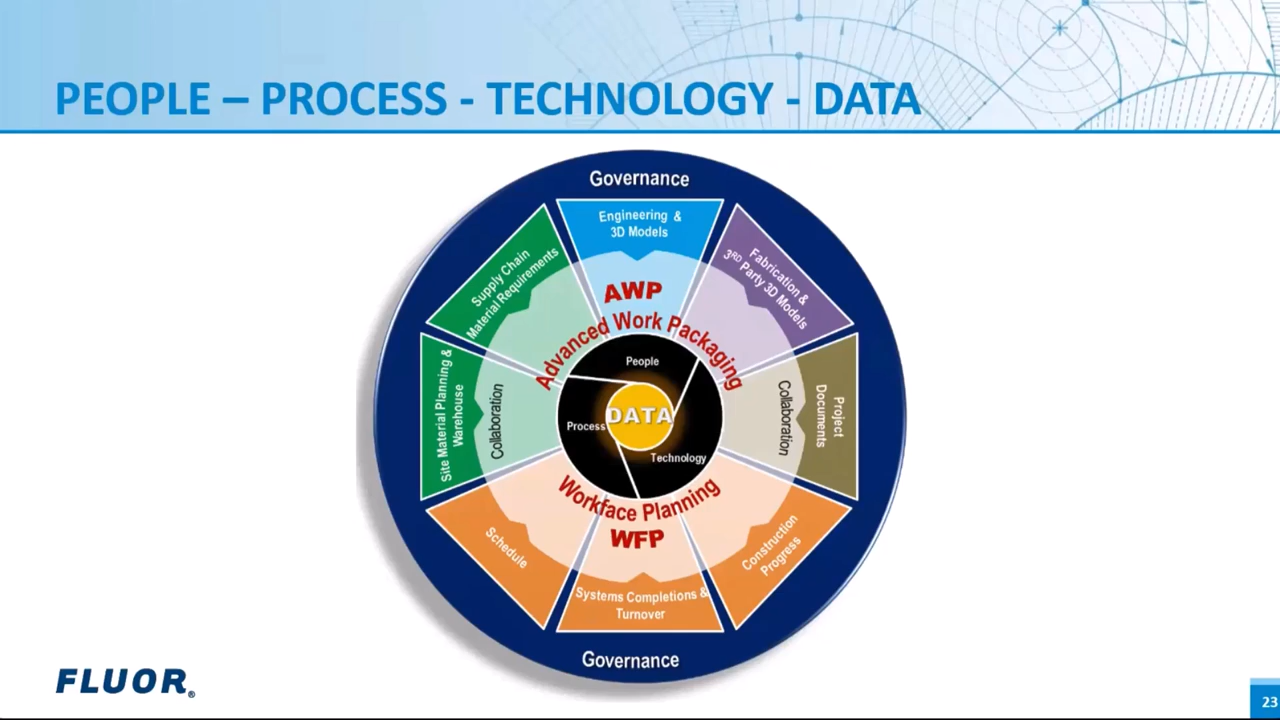 PEOPLE – PROCESS - TECHNOLOGY - DATA
Governance
Engineering &
3D Models
Fabrication &
3RD Party 3D Models
Supply Chain
Material Requirements
AWP
Advanced Work Packaging
Site Material Planning &
Warehouse
Collaboration
People
DATA
Process
Technology
Collaboration
Project
Documents
Workface Planning
WFP
Schedule
Construction
Progress
Systems Completions &
Turnover
Governance
FLUOR®
23